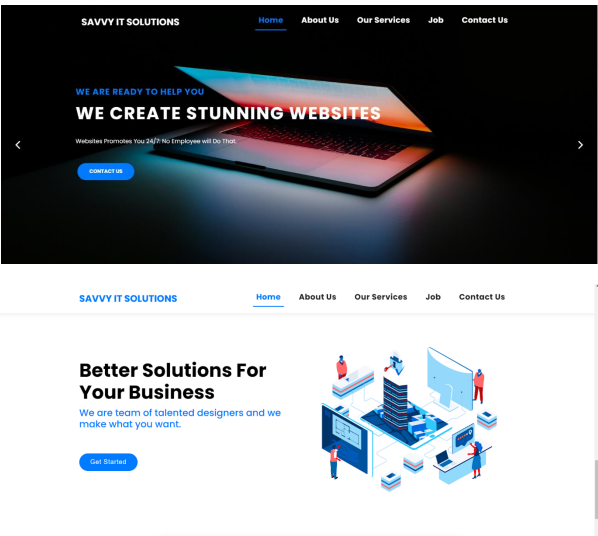 SAVVY IT SOLUTIONS Home About Us Our Services Job Contact Us
WE ARE READY TO HELP YOU
WE CREATE STUNNING WEBSITES
Websites Promotes You 24/7: No Employee will Do That.
CONTACT US
SAVVY IT SOLUTIONS Home About Us Our Services Job Contact Us
Better Solutions For
Your Business
We are team of talented designers and we
make what you want.
Get Started